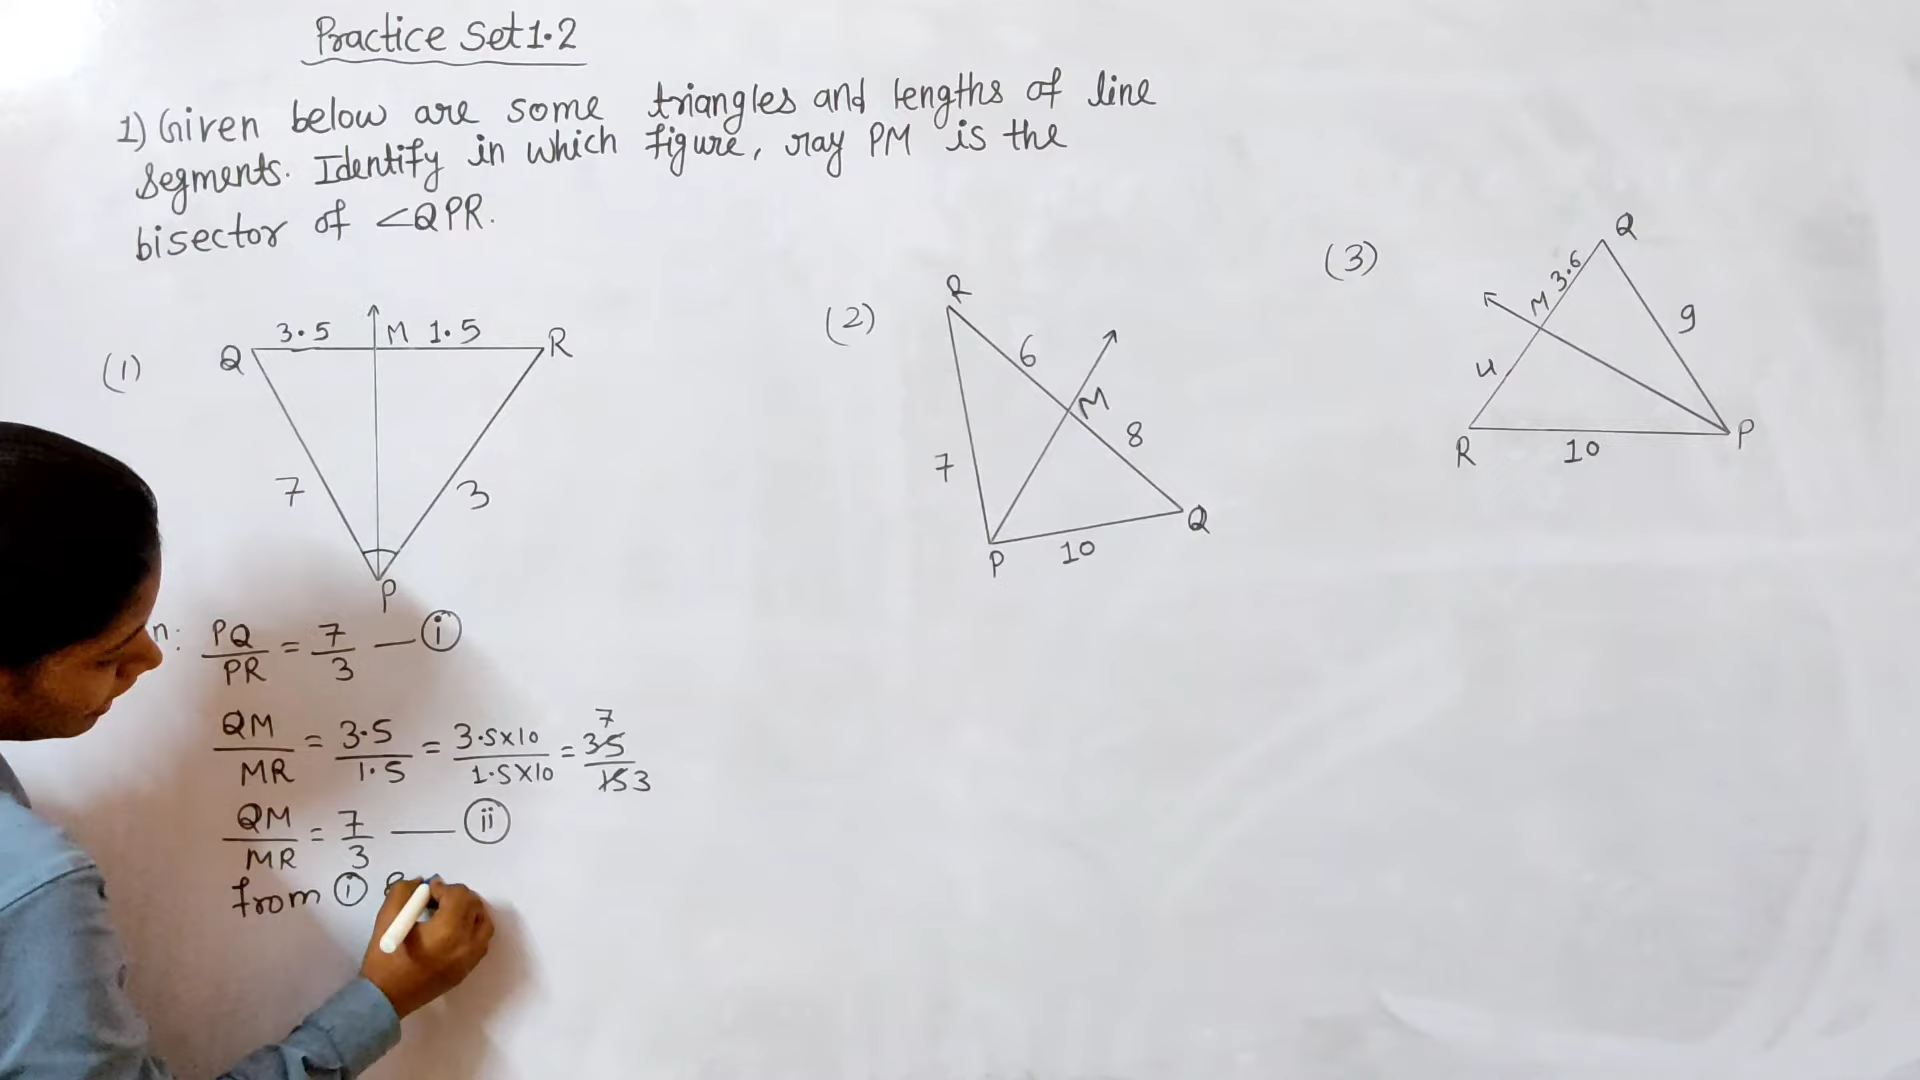 Practice Set 1.2
1) Given below are some triangles and lengths of line
segments. Identify in which figure, ray PM is the
bisector of ∠QPR.
(1)
3.5 M 1.5
Q R
7 3
P
(2)
R
6
M
8
7
Q
P 10
(3)
Q
3.6
M
9
4
R 10 P
n: PQ/PR = 7/3 — (i)
QM/MR = 3.5/1.5 = 3.5×10/1.5×10 = 35/15 7 3
QM/MR = 7/3 — (ii)
from (i)